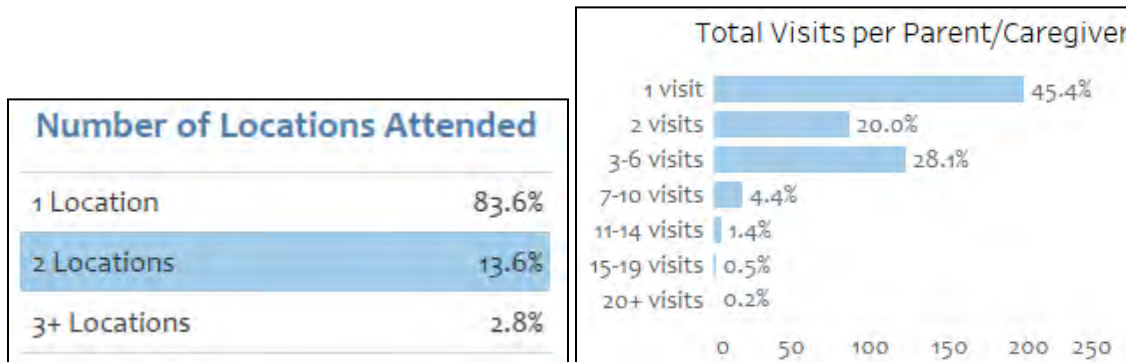 Number of Locations Attended
1 Location 83.6%
2 Locations 13.6%
3+ Locations 2.8%
Total Visits per Parent/Caregiver
1 visit 45.4%
2 visits 20.0%
3-6 visits 28.1%
7-10 visits 4.4%
11-14 visits 1.4%
15-19 visits 0.5%
20+ visits 0.2%
0 50 100 150 200 250